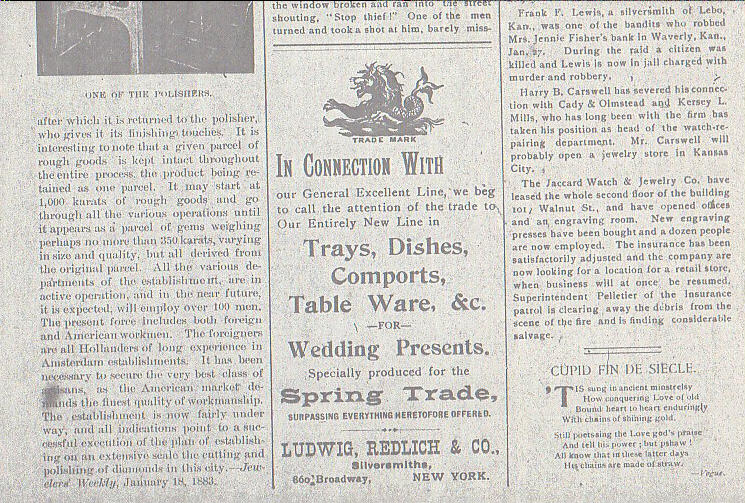 ONE OF THE POLISHERS.
after which it is returned to the polisher,
who gives it its finishing touches. It is
interesting to note that a given parcel of
rough goods is kept intact throughout
the entire process, the product being re-
tained as one parcel. It may start at
1,000 karats of rough goods and go
through all the various operations until
it appears as a parcel of gems weighing
perhaps no more than 350 karats, varying
in size and quality, but all derived from
the original parcel. All the various de-
partments of the establishment, are in
active operation, and in the near future,
it is expected, will employ over 100 men.
The present force includes both foreign
and American workmen. The foreigners
are all Hollanders of long experience in
Amsterdam establishments. It has been
necessary to secure the very best class of
artisans, as the American market de-
mands the finest quality of workmanship.
The establishment is now fairly under
way, and all indications point to a suc-
cessful execution of the plan of establish-
ing on an extensive scale the cutting and
polishing of diamonds in this city.—Jew-
elers' Weekly, January 18, 1883.
the window broken and ran into the street
shouting, "Stop thief!" One of the men
turned and took a shot at him, barely miss-
TRADE MARK
IN CONNECTION WITH
our General Excellent Line, we beg
to call the attention of the trade to
Our Entirely New Line in
Trays, Dishes,
Comports,
Table Ware, &c.
—FOR—
Wedding Presents.
Specially produced for the
Spring Trade,
SURPASSING EVERYTHING HERETOFORE OFFERED.
LUDWIG, REDLICH & CO.,
Silversmiths,
860 Broadway, NEW YORK.
Frank F. Lewis, a silversmith of Lebo,
Kan., was one of the bandits who robbed
Mrs. Jennie Fisher's bank in Waverly, Kan.,
Jan. 27. During the raid a citizen was
killed and Lewis is now in jail charged with
murder and robbery.
Harry B. Carswell has severed his connec-
tion with Cady & Olmstead and Kersey L.
Mills, who has long been with the firm has
taken his position as head of the watch-re-
pairing department. Mr. Carswell will
probably open a jewelry store in Kansas
City.
The Jaccard Watch & Jewelry Co. have
leased the whole second floor of the building
1017 Walnut St., and have opened offices
and an engraving room. New engraving
presses have been bought and a dozen people
are now employed. The insurance has been
satisfactorily adjusted and the company are
now looking for a location for a retail store,
when business will at once be resumed.
Superintendent Pelletier of the Insurance
patrol is clearing away the debris from the
scene of the fire and is finding considerable
salvage.
CUPID FIN DE SIECLE.
'TIS sung in ancient minstrelsy
How conquering Love of old
Bound heart to heart enduringly
With chains of shining gold.
Still poets sing the Love god's praise
And tell his power; but pshaw!
All know that in these latter days
His chains are made of straw.
—Vogue.